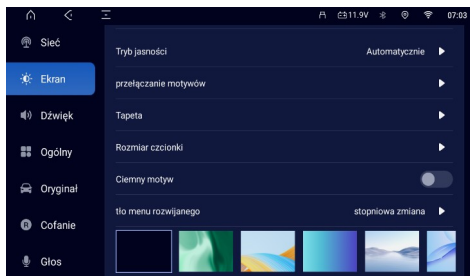 11.9V 07:03
Sieć
Ekran
Dźwięk
Ogólny
Oryginał
Cofanie
Głos
Tryb jasności Automatycznie
przełączanie motywów
Tapeta
Rozmiar czcionki
Ciemny motyw
tło menu rozwijanego stopniowa zmiana